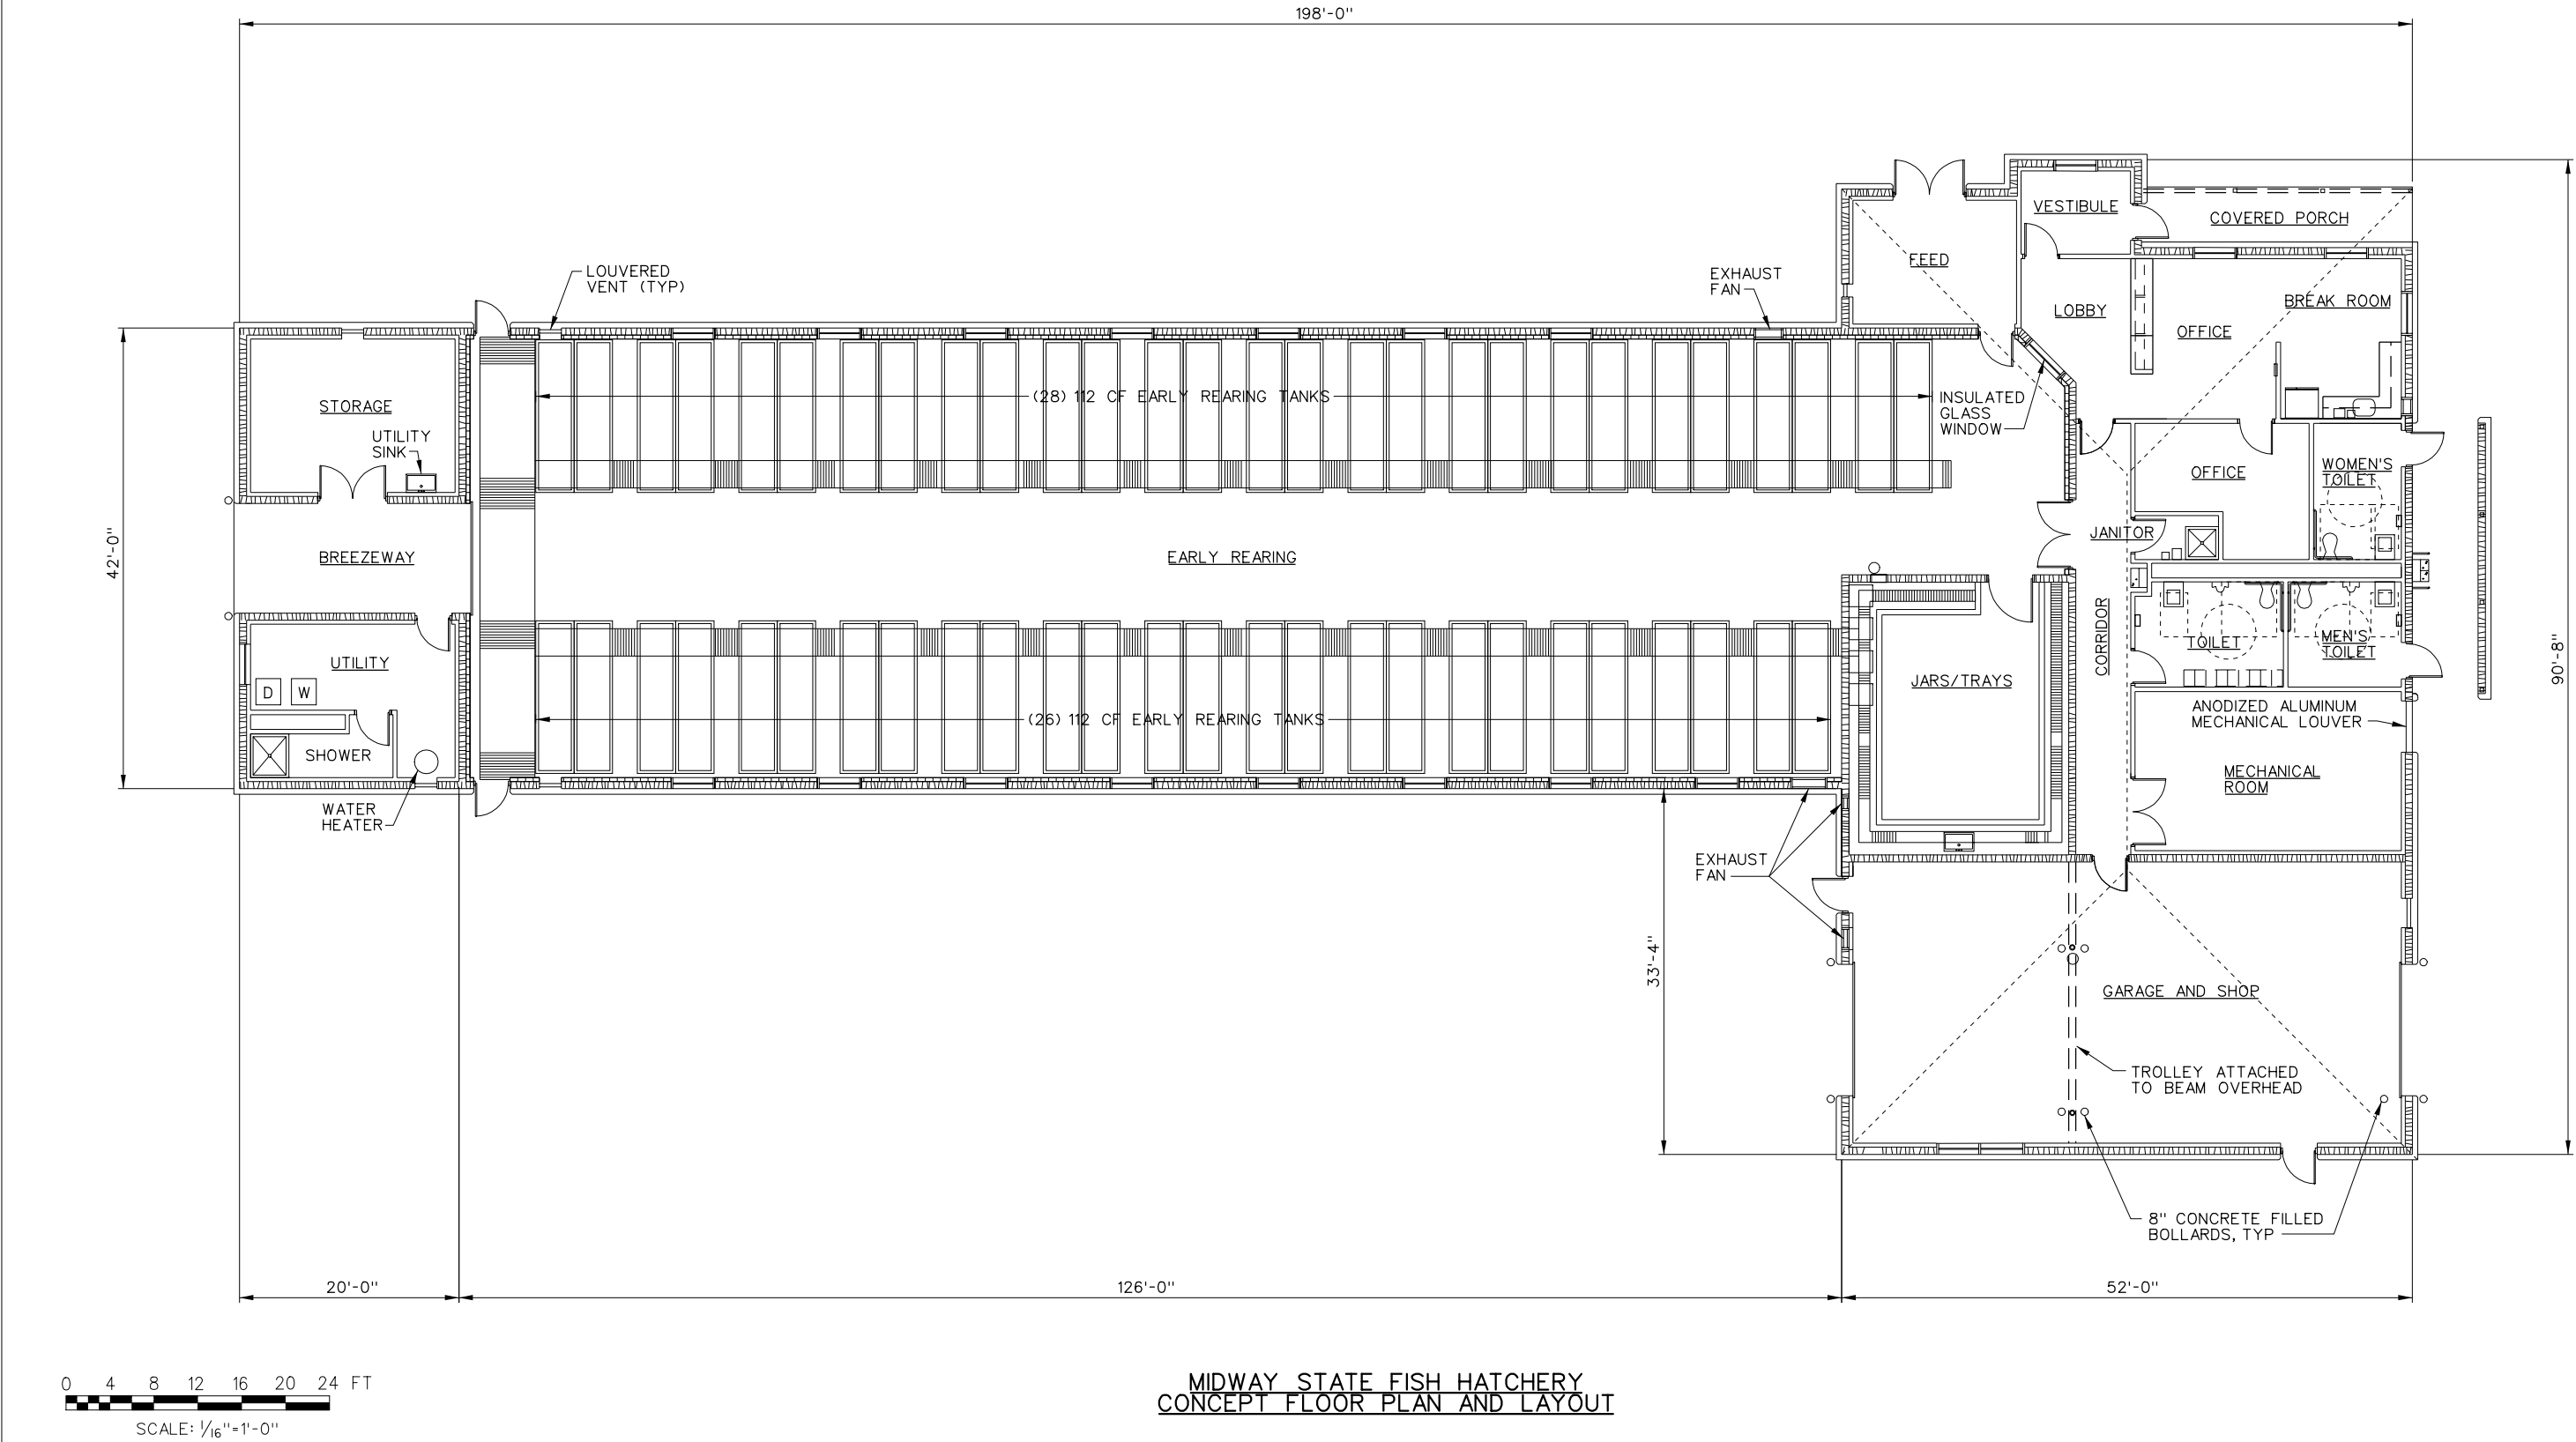 198'-0"
VESTIBULE
COVERED PORCH
FEED
LOUVERED
VENT (TYP)
EXHAUST
FAN
LOBBY
BREAK ROOM
OFFICE
STORAGE
(28) 112 CF EARLY REARING TANKS
INSULATED
GLASS
WINDOW
UTILITY
SINK
OFFICE
WOMEN'S
TOILET
42'-0"
BREEZEWAY
EARLY REARING
JANITOR
CORRIDOR
TOILET
MEN'S
TOILET
90'-8"
UTILITY
D
W
JARS/TRAYS
(26) 112 CF EARLY REARING TANKS
ANODIZED ALUMINUM
MECHANICAL LOUVER
SHOWER
MECHANICAL
ROOM
WATER
HEATER
EXHAUST
FAN
33'-4"
GARAGE AND SHOP
TROLLEY ATTACHED
TO BEAM OVERHEAD
8" CONCRETE FILLED
BOLLARDS, TYP
20'-0"
126'-0"
52'-0"
0 4 8 12 16 20 24 FT
SCALE: 1/16"=1'-0"
MIDWAY STATE FISH HATCHERY
CONCEPT FLOOR PLAN AND LAYOUT